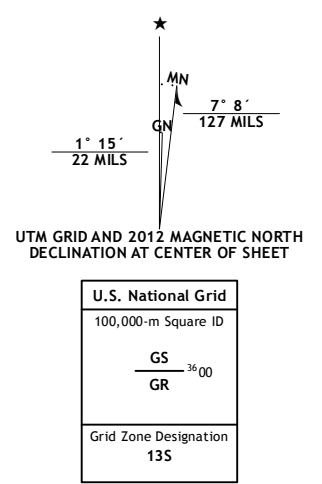 ★
MN
7° 8´
127 MILS
GN
1° 15´
22 MILS
UTM GRID AND 2012 MAGNETIC NORTH
DECLINATION AT CENTER OF SHEET
U.S. National Grid
100,000-m Square ID
GS
3600
GR
Grid Zone Designation
13S